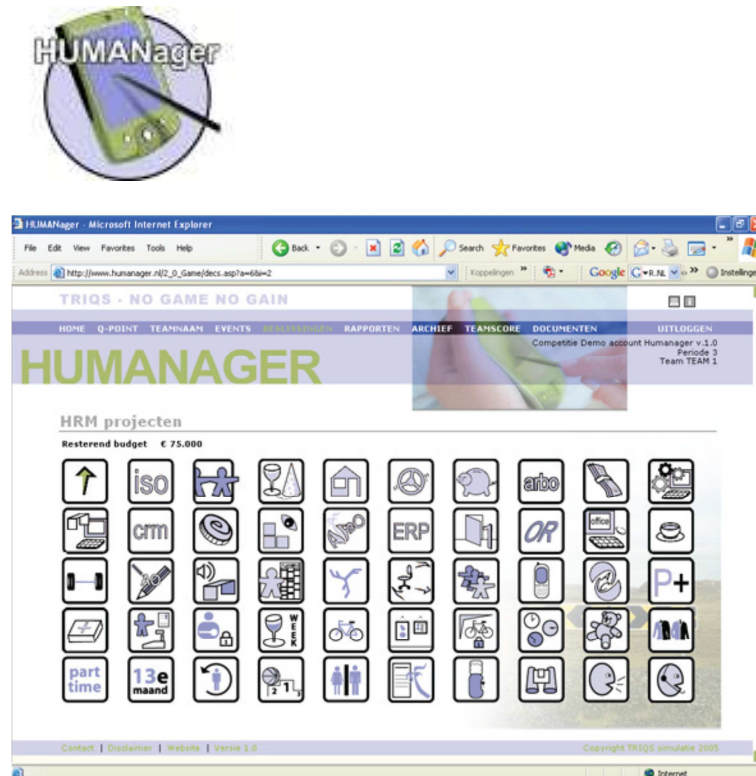 HUMANager
HUMANager - Microsoft Internet Explorer
File Edit View Favorites Tools Help
Back Search Favorites Media
Address http://www.humanager.nl/2_0_Game/decs.asp?a=66&i=2 Koppelingen Google
TRIQS - NO GAME NO GAIN
HOME Q-POINT TEAMNAAM EVENTS BESLISSINGEN RAPPORTEN ARCHIEF TEAMSCORE DOCUMENTEN UITLOGGEN
Competitie Demo account Humanager v.1.0
Periode 3
Team TEAM 1
HUMANAGER
HRM projecten
Resterend budget € 75.000
iso arbo
crm ERP OR office
P+
WEEK
part time 13e maand 2 1 3
Contact | Disclaimer | Website | Versie 1.0 Copyright TRIQS simulatie 2005
Internet